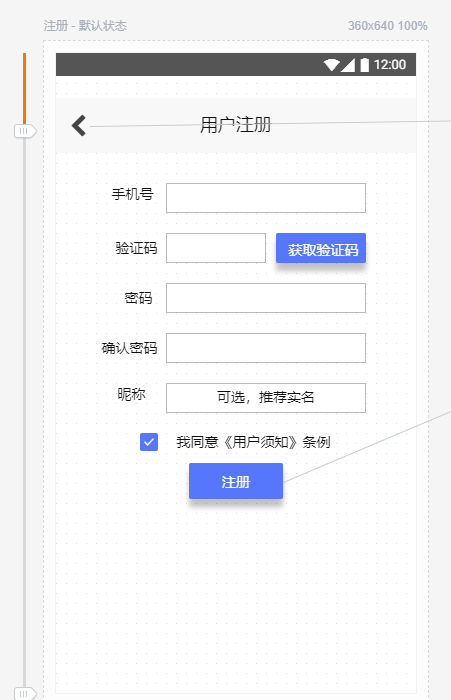 注册 - 默认状态 360x640 100%
12:00
用户注册
手机号
验证码 获取验证码
密码
确认密码
昵称 可选，推荐实名
我同意《用户须知》条例
注册